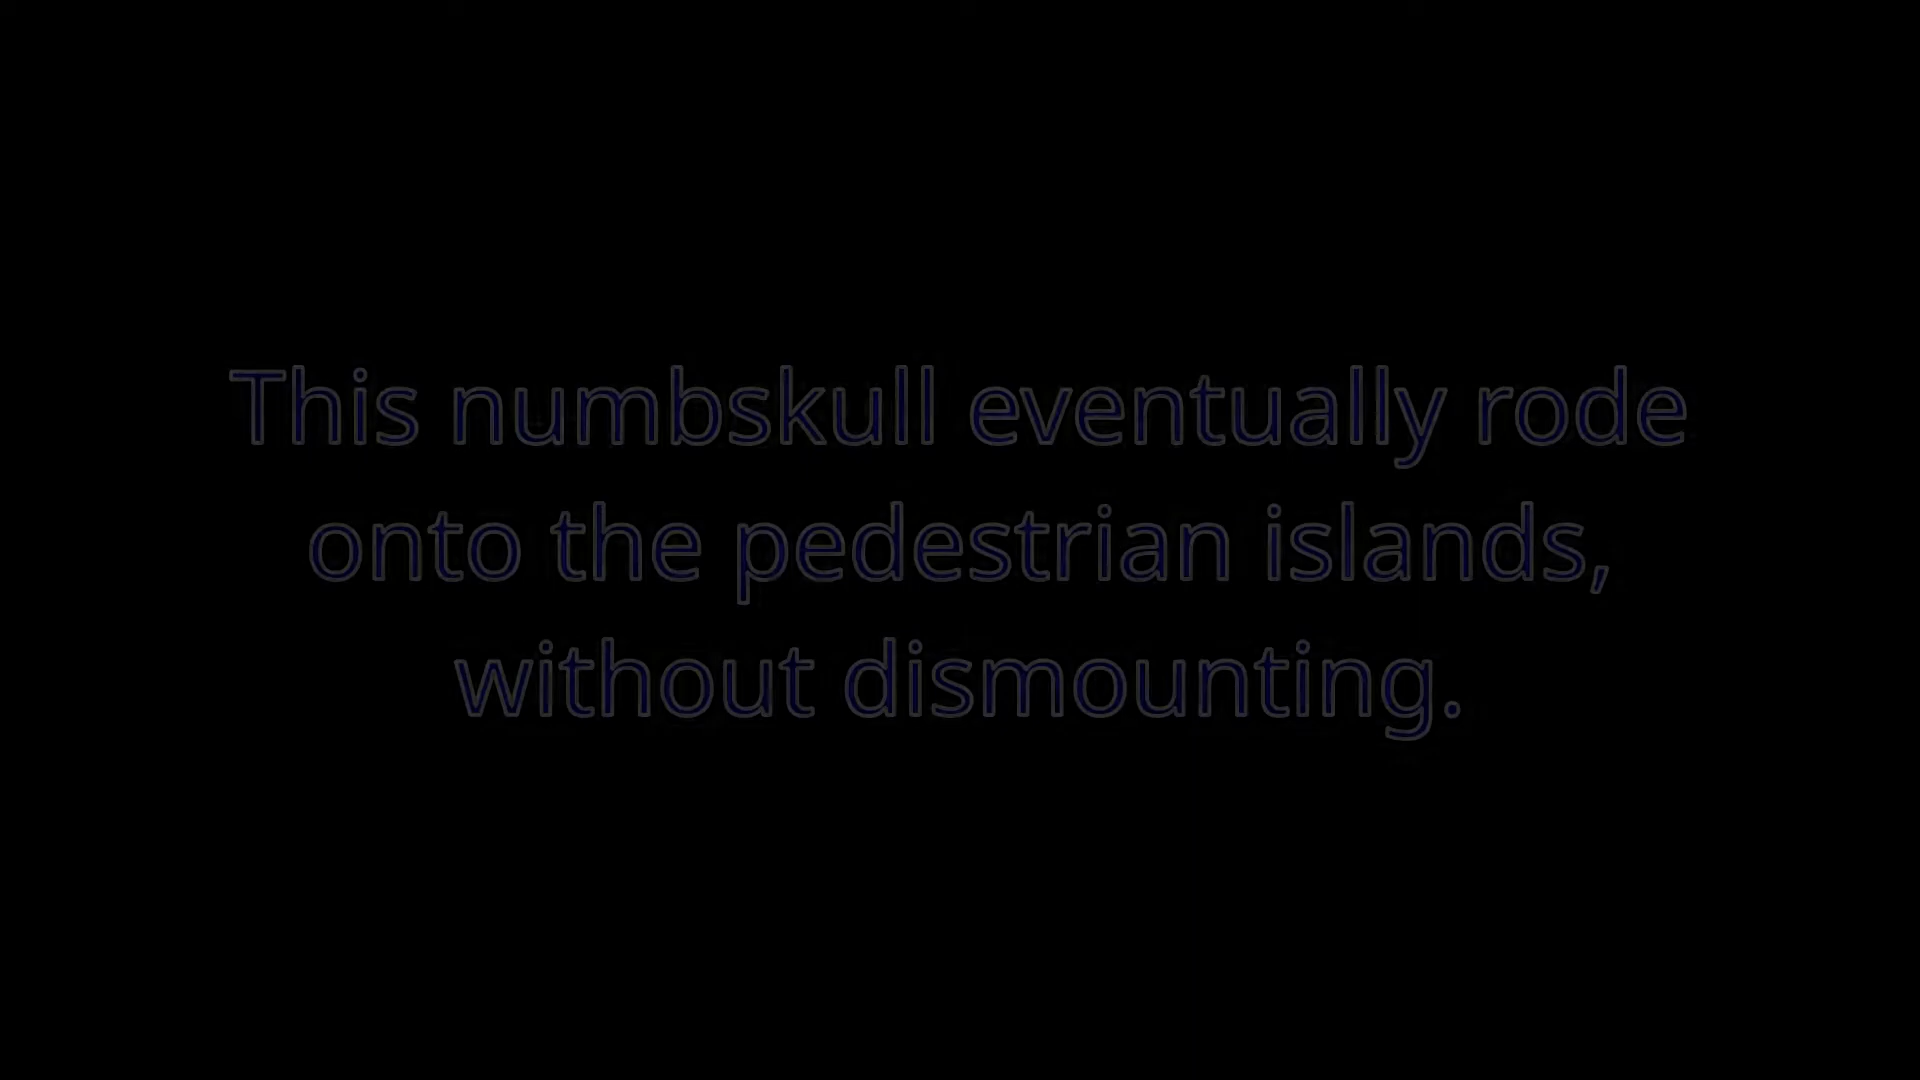 This numbskull eventually rode
onto the pedestrian islands,
without dismounting.